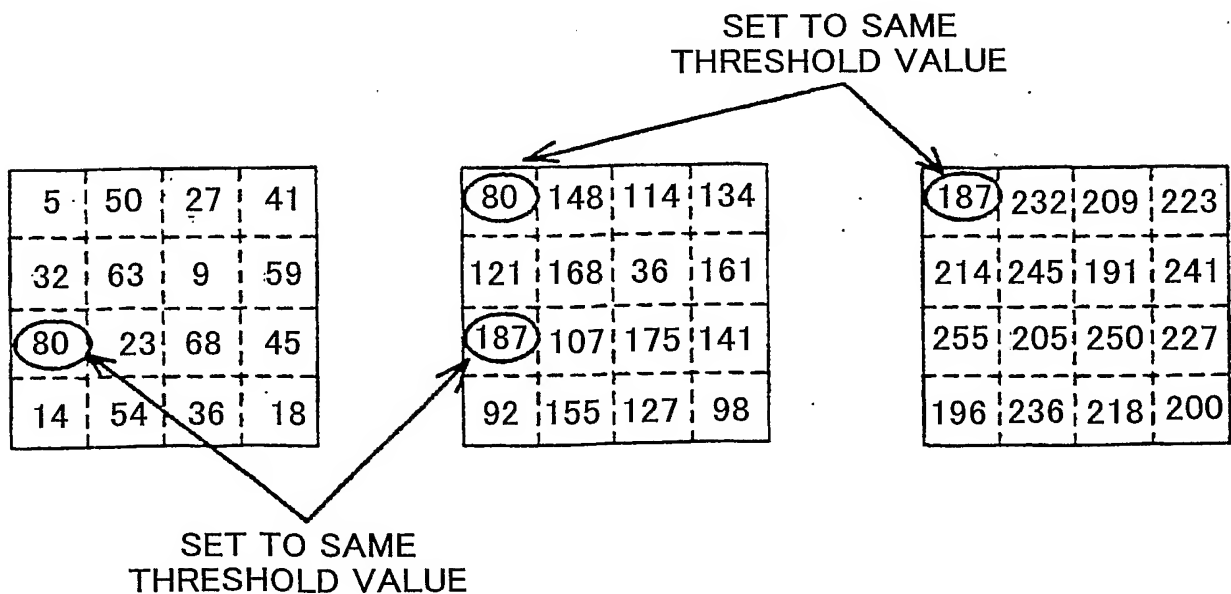 SET TO SAME
THRESHOLD VALUE
5 50 27 41
32 63 9 59
80 23 68 45
14 54 36 18
80 148 114 134
121 168 36 161
187 107 175 141
92 155 127 98
187 232 209 223
214 245 191 241
255 205 250 227
196 236 218 200
SET TO SAME
THRESHOLD VALUE